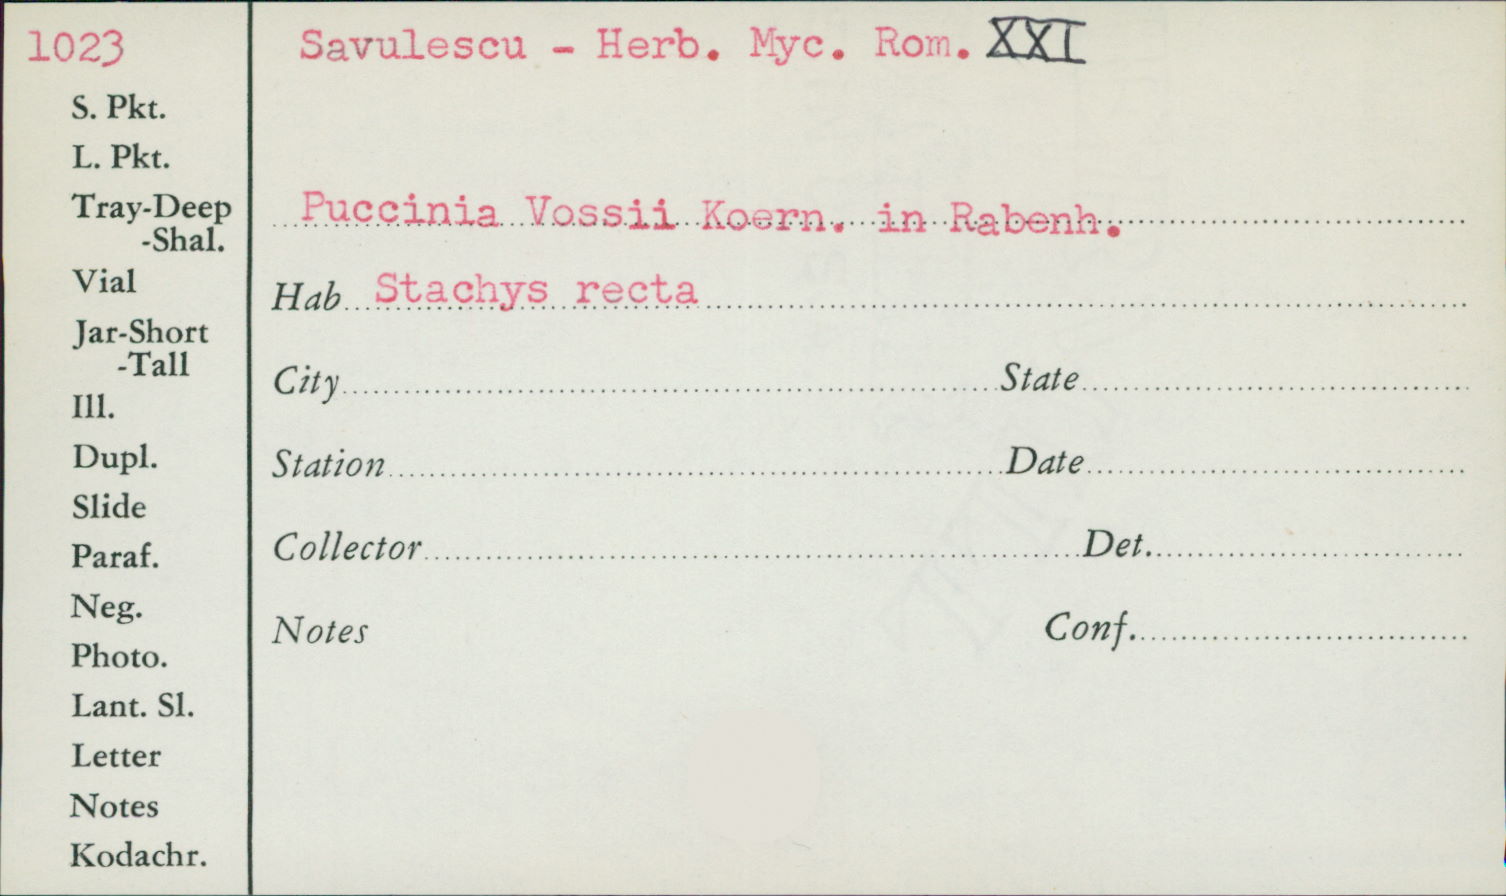 1023
Savulescu - Herb. Myc. Rom. XXI
S. Pkt.
L. Pkt.
Tray-Deep
-Shal.
Vial
Jar-Short
-Tall
Ill.
Dupl.
Slide
Paraf.
Neg.
Photo.
Lant. Sl.
Letter
Notes
Kodachr.
Puccinia Vossii Koern. in Rabenh.
Hab Stachys recta
City State
Station Date
Collector Det.
Notes Conf.